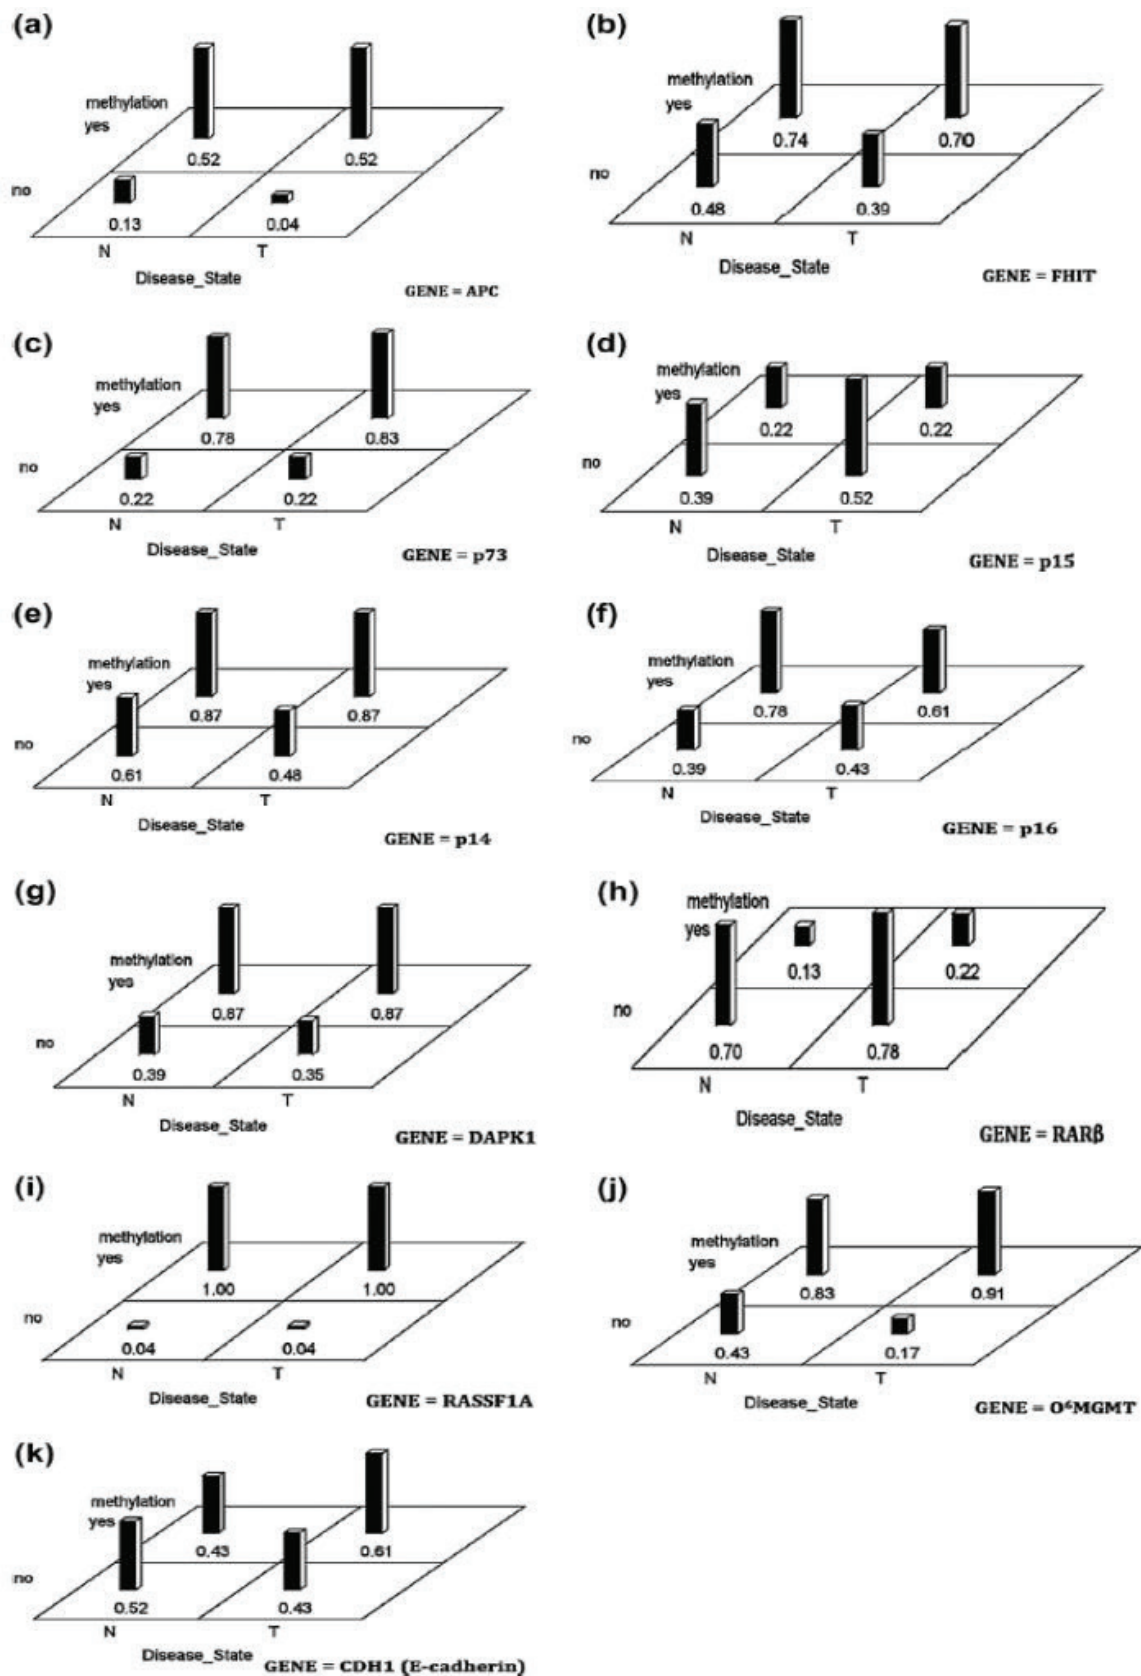 (a)
methylation
yes
0.52 0.52
no
0.13 0.04
N T
Disease_State
GENE = APC
(b)
methylation
yes
0.74 0.70
no
0.48 0.39
N T
Disease_State
GENE = FHIT
(c)
methylation
yes
0.78 0.83
no
0.22 0.22
N T
Disease_State
GENE = p73
(d)
methylation
yes
0.22 0.22
no
0.39 0.52
N T
Disease_State
GENE = p15
(e)
methylation
yes
0.87 0.87
no
0.61 0.48
N T
Disease_State
GENE = p14
(f)
methylation
yes
0.78 0.61
no
0.39 0.43
N T
Disease_State
GENE = p16
(g)
methylation
yes
0.87 0.87
no
0.39 0.35
N T
Disease_State
GENE = DAPK1
(h)
methylation
yes
0.13 0.22
no
0.70 0.78
N T
Disease_State
GENE = RARβ
(i)
methylation
yes
1.00 1.00
no
0.04 0.04
N T
Disease_State
GENE = RASSF1A
(j)
methylation
yes
0.83 0.91
no
0.43 0.17
N T
Disease_State
GENE = O⁶MGMT
(k)
methylation
yes
0.43 0.61
no
0.52 0.43
N T
Disease_State
GENE = CDH1 (E-cadherin)